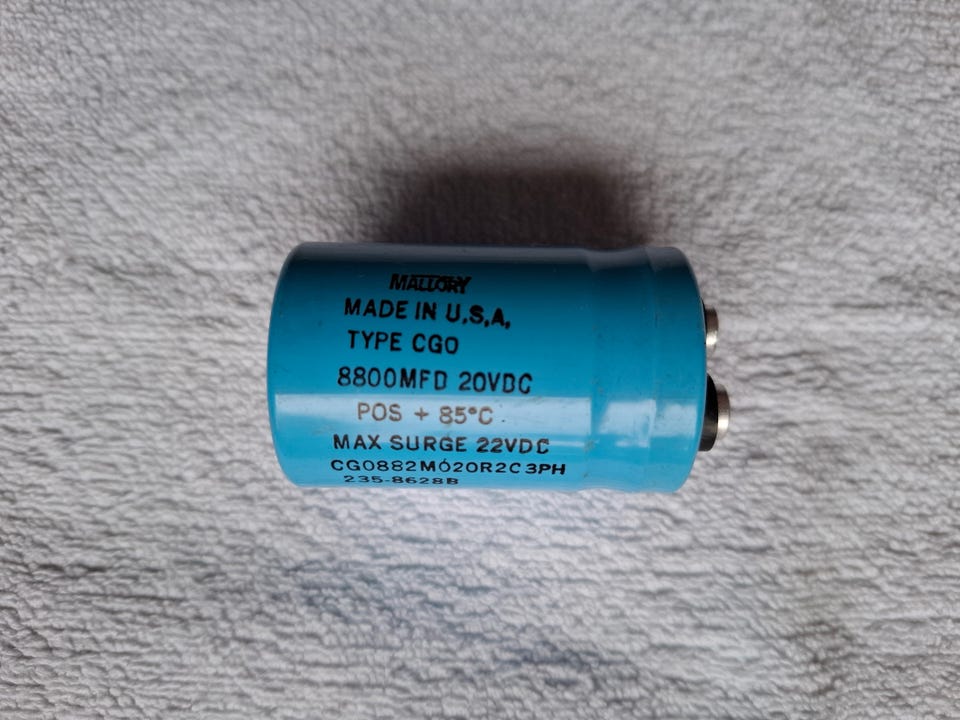 MALLORY
MADE IN U.S.A.
TYPE CGO
8800MFD 20VDC
POS + 85°C
MAX SURGE 22VDC
CG0882M020R2C3PH
235-8628B